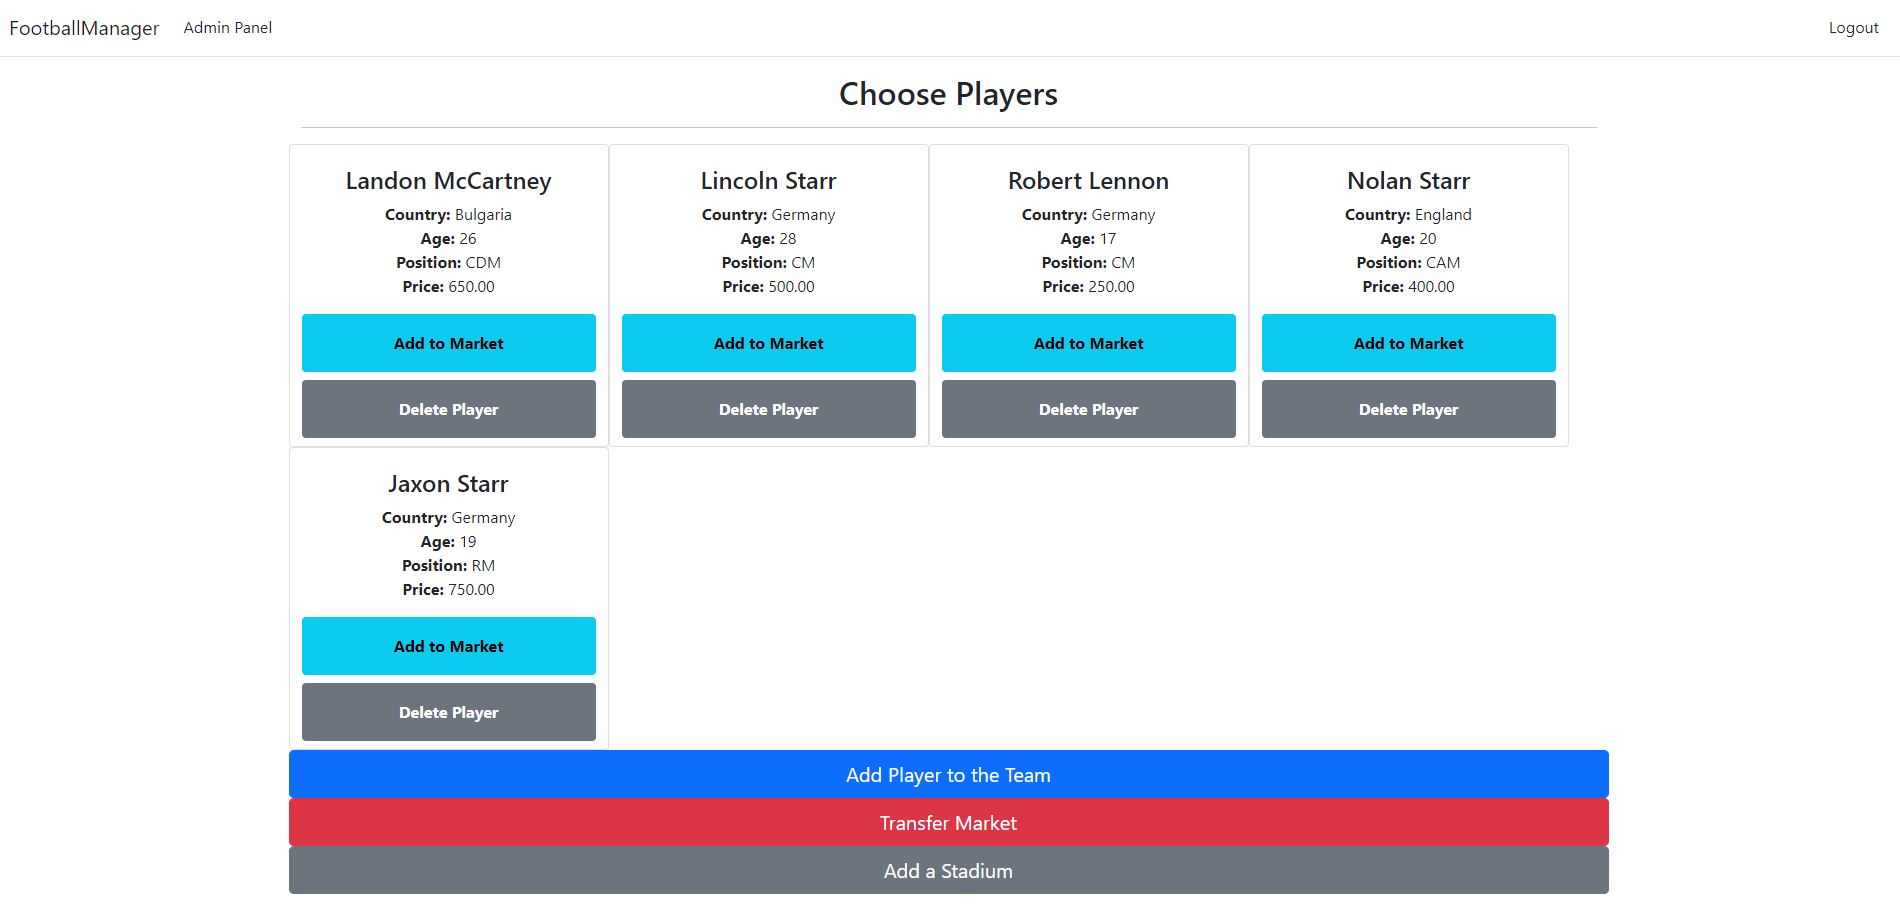 FootballManager Admin Panel Logout
Choose Players
Landon McCartney
Country: Bulgaria
Age: 26
Position: CDM
Price: 650.00
Add to Market
Delete Player
Lincoln Starr
Country: Germany
Age: 28
Position: CM
Price: 500.00
Add to Market
Delete Player
Robert Lennon
Country: Germany
Age: 17
Position: CM
Price: 250.00
Add to Market
Delete Player
Nolan Starr
Country: England
Age: 20
Position: CAM
Price: 400.00
Add to Market
Delete Player
Jaxon Starr
Country: Germany
Age: 19
Position: RM
Price: 750.00
Add to Market
Delete Player
Add Player to the Team
Transfer Market
Add a Stadium